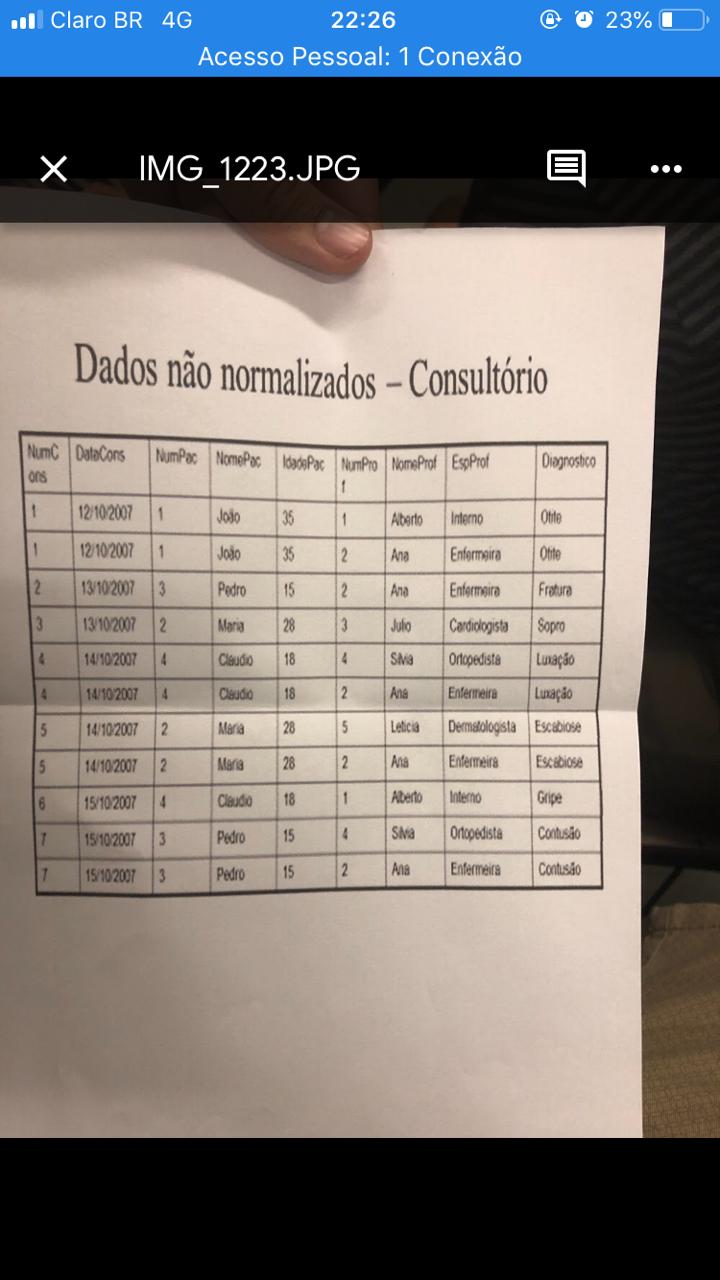 Claro BR 4G 22:26 23%
Acesso Pessoal: 1 Conexão
IMG_1223.JPG
Dados não normalizados – Consultório
NumC ons DataCons NumPac NomePac IdadePac NumPro f NomeProf EspProf Diagnostico
1 12/10/2007 1 João 35 1 Alberto Interno Otite
1 12/10/2007 1 João 35 2 Ana Enfermeira Otite
2 13/10/2007 3 Pedro 15 2 Ana Enfermeira Fratura
3 13/10/2007 2 Maria 28 3 Julio Cardiologista Sopro
4 14/10/2007 4 Claudio 18 4 Silvia Ortopedista Luxação
4 14/10/2007 4 Claudio 18 2 Ana Enfermeira Luxação
5 14/10/2007 2 Maria 28 5 Leticia Dermatologista Escabiose
5 14/10/2007 2 Maria 28 2 Ana Enfermeira Escabiose
6 15/10/2007 4 Claudio 18 1 Alberto Interno Gripe
7 15/10/2007 3 Pedro 15 4 Silvia Ortopedista Contusão
7 15/10/2007 3 Pedro 15 2 Ana Enfermeira Contusão